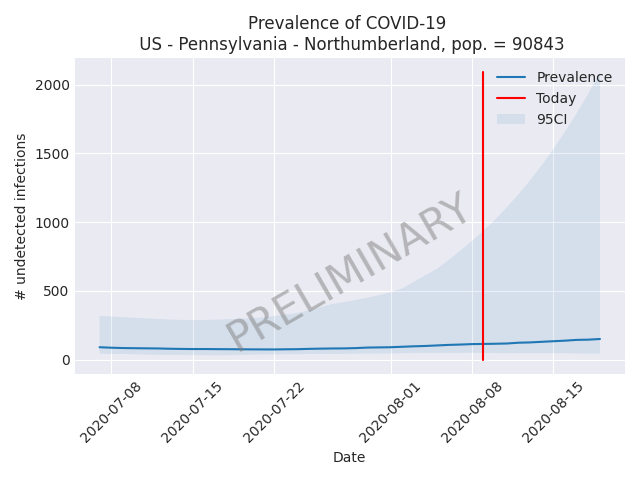 Prevalence of COVID-19
US - Pennsylvania - Northumberland, pop. = 90843
Prevalence
Today
95CI
2000
1500
1000
500
0
# undetected infections
PRELIMINARY
2020-07-08
2020-07-15
2020-07-22
2020-08-01
2020-08-08
2020-08-15
Date